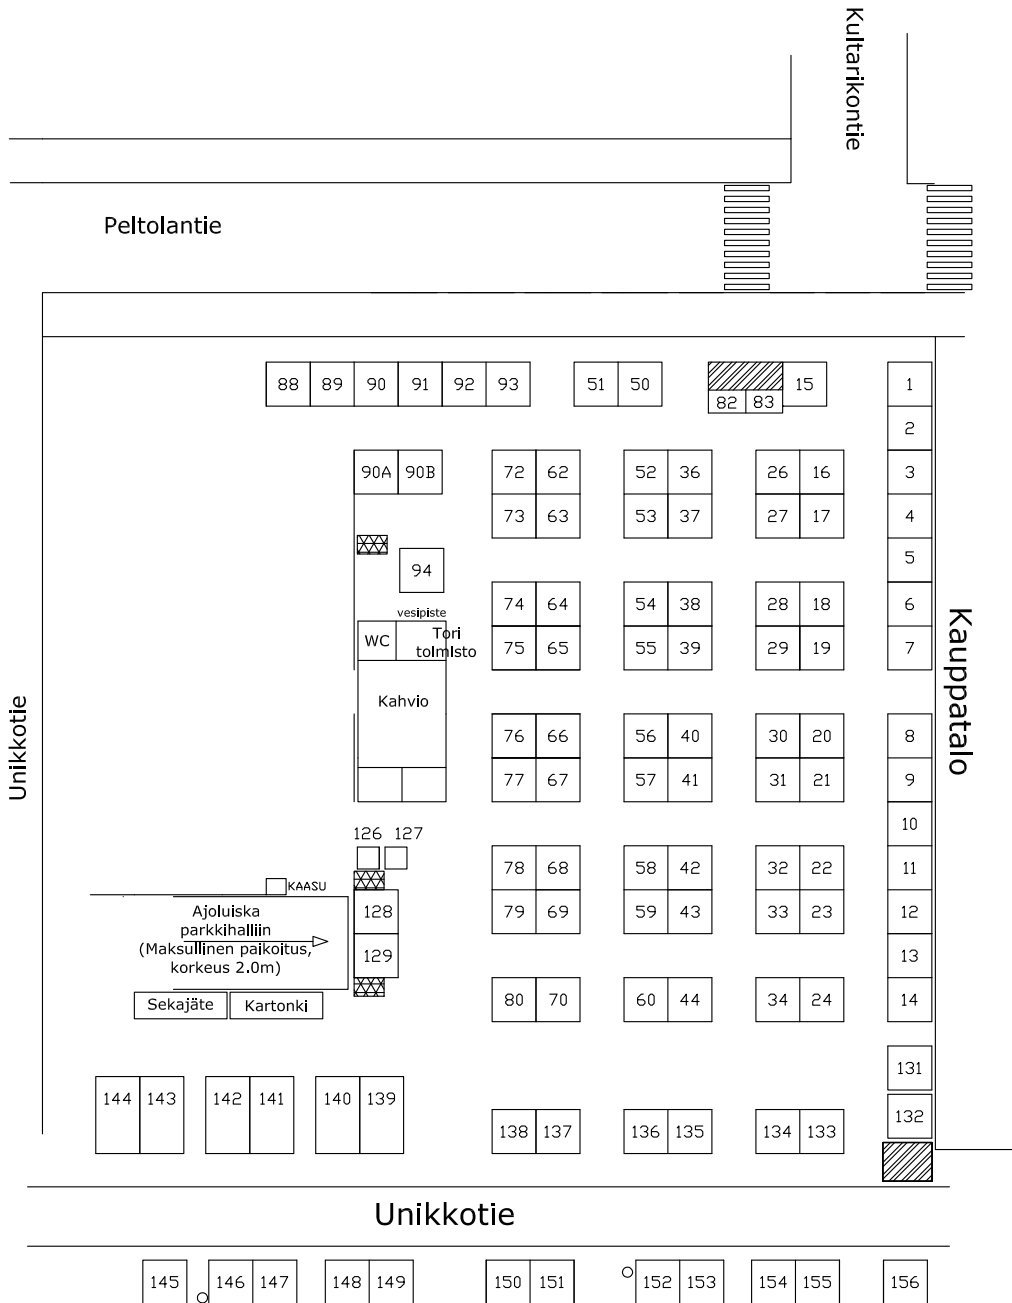 Kultarikontie
Peltolantie
88 89 90 91 92 93 51 50 15 1
82 83
2
90A 90B 72 62 52 36 26 16 3
73 63 53 37 27 17 4
5
94
74 64 54 38 28 18 6
vesipiste
WC Tori
toimisto
75 65 55 39 29 19 7
Kauppatalo
Kahvio
Unikkotie
76 66 56 40 30 20 8
77 67 57 41 31 21 9
10
126 127
78 68 58 42 32 22 11
KAASU
128 79 69 59 43 33 23 12
Ajoluiska
parkkihalliin
(Maksullinen paikoitus,
korkeus 2.0m)
129 13
Sekajäte Kartonki
80 70 60 44 34 24 14
131
144 143 142 141 140 139
132
138 137 136 135 134 133
Unikkotie
145 146 147 148 149 150 151 152 153 154 155 156